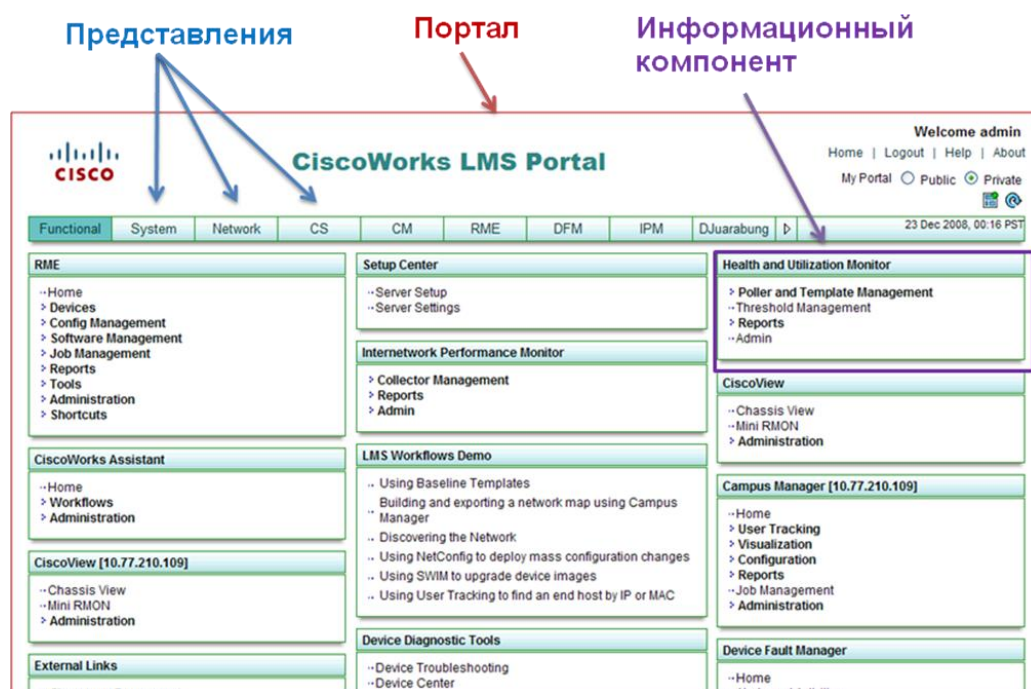 Представления
Портал
Информационный
компонент
CISCO
CiscoWorks LMS Portal
Welcome admin
Home | Logout | Help | About
My Portal Public Private
Functional System Network CS CM RME DFM IPM DJuarabung
23 Dec 2008, 00:16 PST
RME
Home
Devices
Config Management
Software Management
Job Management
Reports
Tools
Administration
Shortcuts
CiscoWorks Assistant
Home
Workflows
Administration
CiscoView [10.77.210.109]
Chassis View
Mini RMON
Administration
External Links
Setup Center
Server Setup
Server Settings
Internetwork Performance Monitor
Collector Management
Reports
Admin
LMS Workflows Demo
Using Baseline Templates
Building and exporting a network map using Campus
Manager
Discovering the Network
Using NetConfig to deploy mass configuration changes
Using SWIM to upgrade device images
Using User Tracking to find an end host by IP or MAC
Device Diagnostic Tools
Device Troubleshooting
Device Center
Health and Utilization Monitor
Poller and Template Management
Threshold Management
Reports
Admin
CiscoView
Chassis View
Mini RMON
Administration
Campus Manager [10.77.210.109]
Home
User Tracking
Visualization
Configuration
Reports
Job Management
Administration
Device Fault Manager
Home